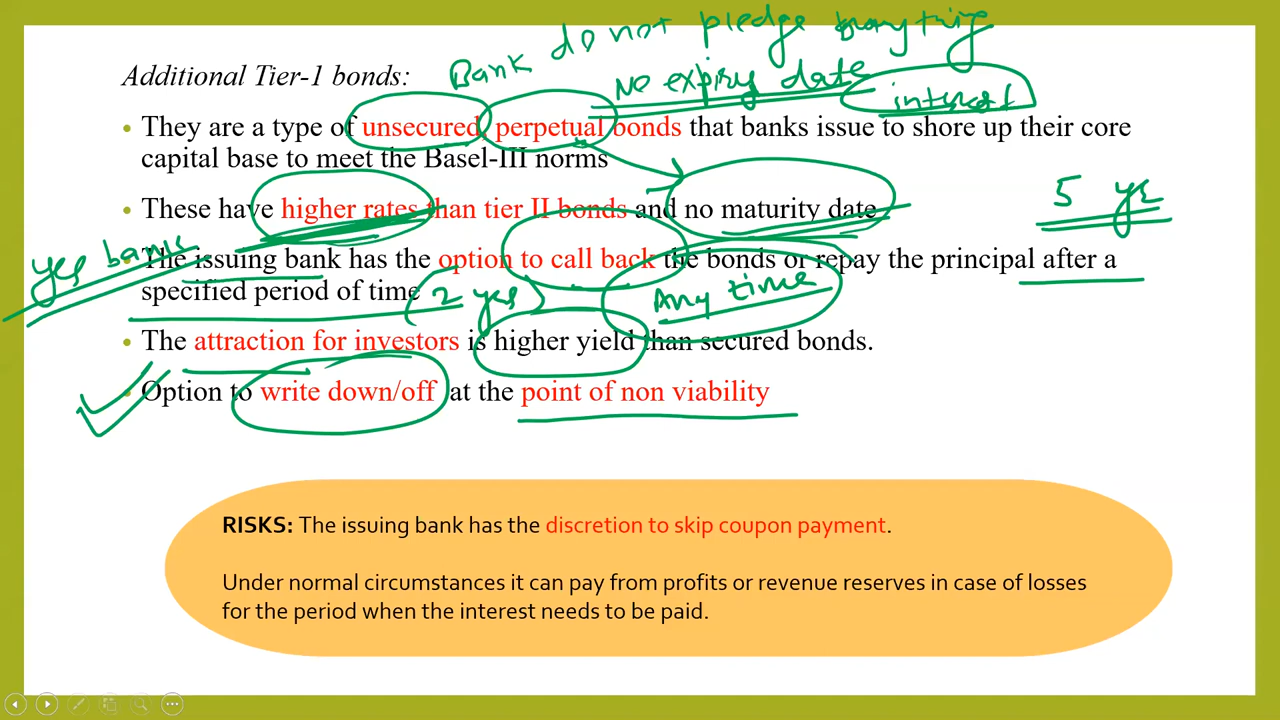 Bank do not pledge
No expiry date
interest
Additional Tier-1 bonds:
• They are a type of unsecured, perpetual bonds that banks issue to shore up their core
capital base to meet the Basel-III norms
5 yr
• These have higher rates than tier II bonds and no maturity date
yes bank
• The issuing bank has the option to call back the bonds or repay the principal after a
specified period of time
2 yes
Any time
• The attraction for investors is higher yield than secured bonds.
• Option to write down/off at the point of non viability
RISKS: The issuing bank has the discretion to skip coupon payment.
Under normal circumstances it can pay from profits or revenue reserves in case of losses
for the period when the interest needs to be paid.